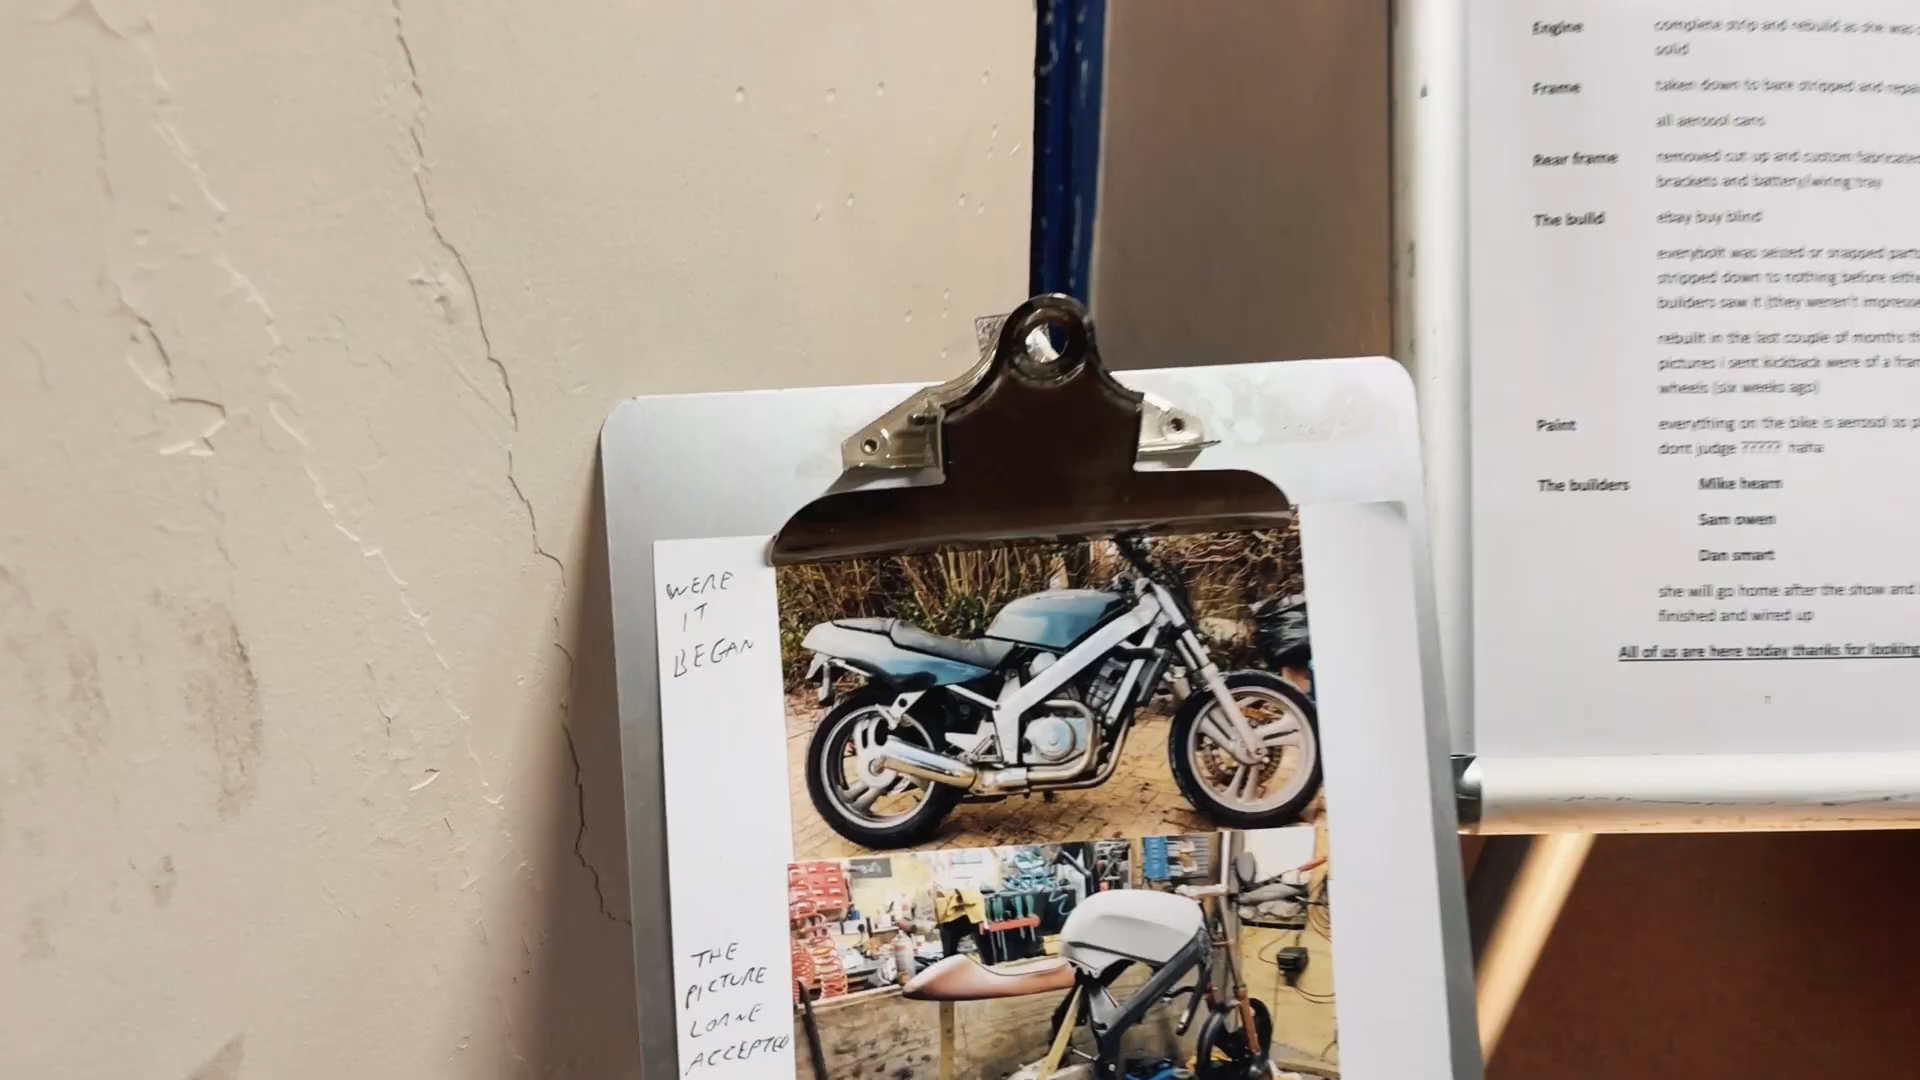 WERE
IT
BEGAN
THE
PICTURE
LORNE
ACCEPTED
Engine complete strip and rebuild as she was
solid
Frame taken down to bare stripped and
all aerosol cans
Rear frame removed cut up and custom fabricated
brackets and battery/wiring tray
The build ebay buy blind
everybolt was seized or snapped
stripped down to nothing before
builders saw it (they weren't
rebuilt in the last couple of months
pictures i sent kickback were of a
wheels (six weeks ago)
Paint everything on the bike is aerosol so
dont judge ????? haha
The builders Mike hearn
Sam owen
Dan smart
she will go home after the show and
finished and wired up
All of us are here today thanks for looking